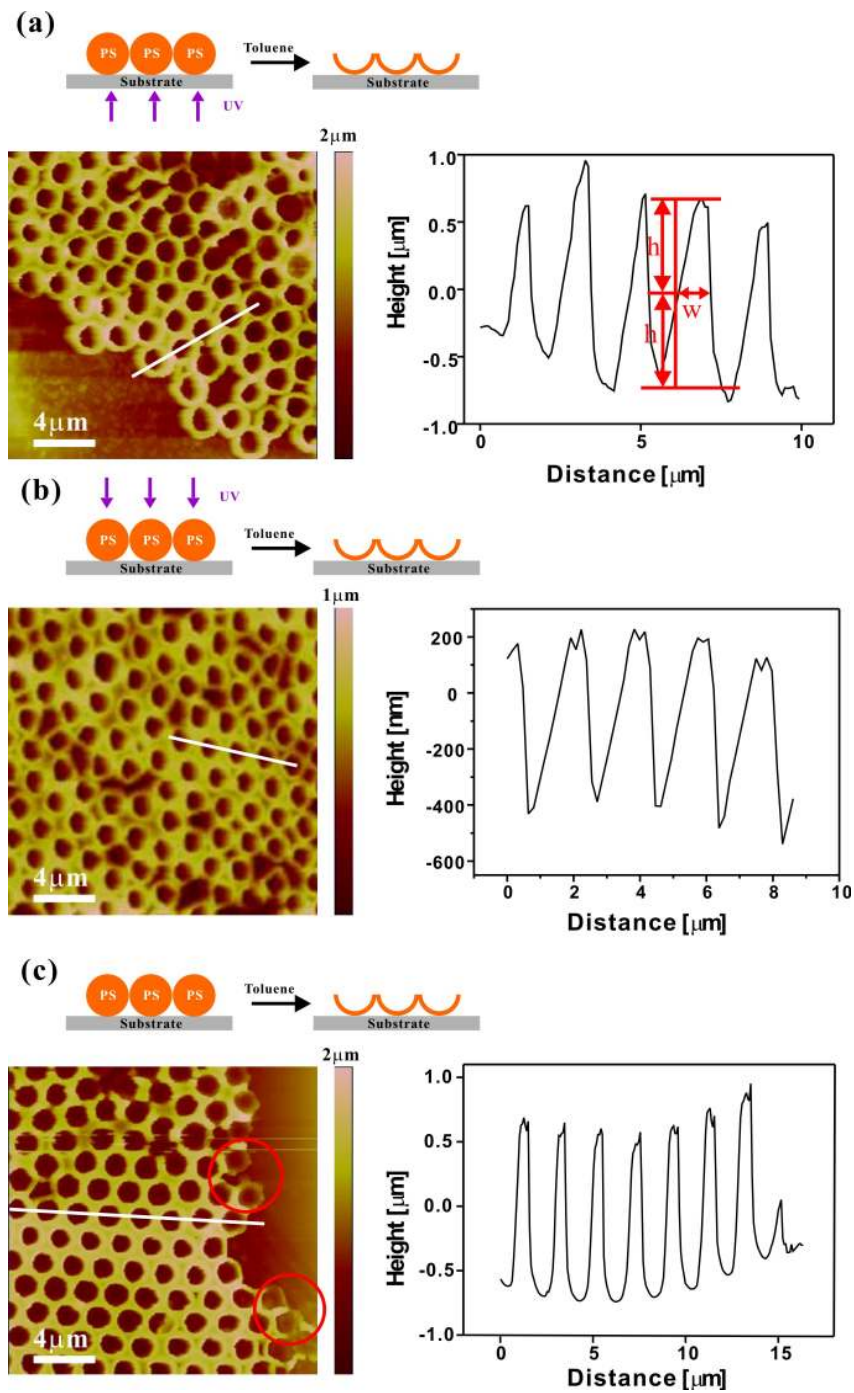 (a)
PS PS PS
Toluene
Substrate
Substrate
UV
2μm
4μm
1.0
0.5
0.0
-0.5
-1.0
Height [μm]
h
h
w
0 5 10
Distance [μm]
(b)
UV
PS PS PS
Toluene
Substrate
Substrate
1μm
4μm
200
0
-200
-400
-600
Height [nm]
0 2 4 6 8 10
Distance [μm]
(c)
PS PS PS
Toluene
Substrate
Substrate
2μm
4μm
1.0
0.5
0.0
-0.5
-1.0
Height [μm]
0 5 10 15
Distance [μm]